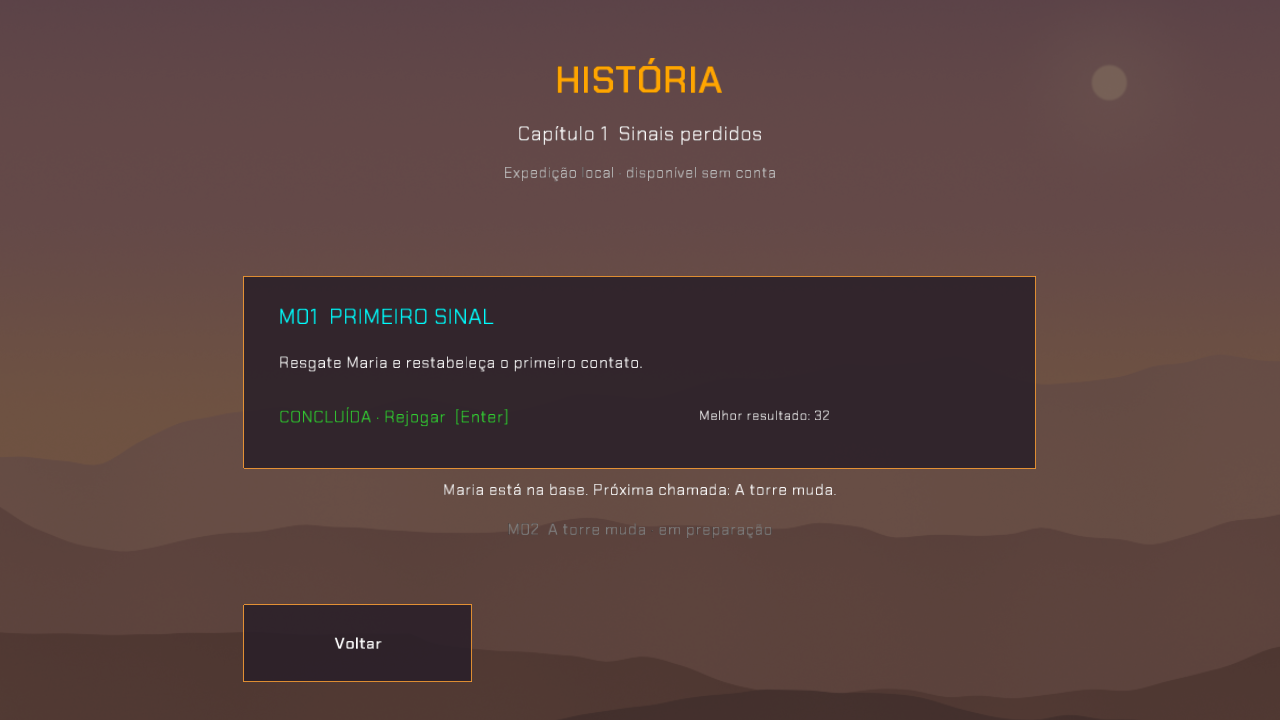 HISTÓRIA
Capítulo 1 Sinais perdidos
Expedição local · disponível sem conta
M01 PRIMEIRO SINAL
Resgate Maria e restabeleça o primeiro contato.
CONCLUÍDA · Rejogar [Enter]
Melhor resultado: 32
Maria está na base. Próxima chamada: A torre muda.
M02 A torre muda em preparação
Voltar